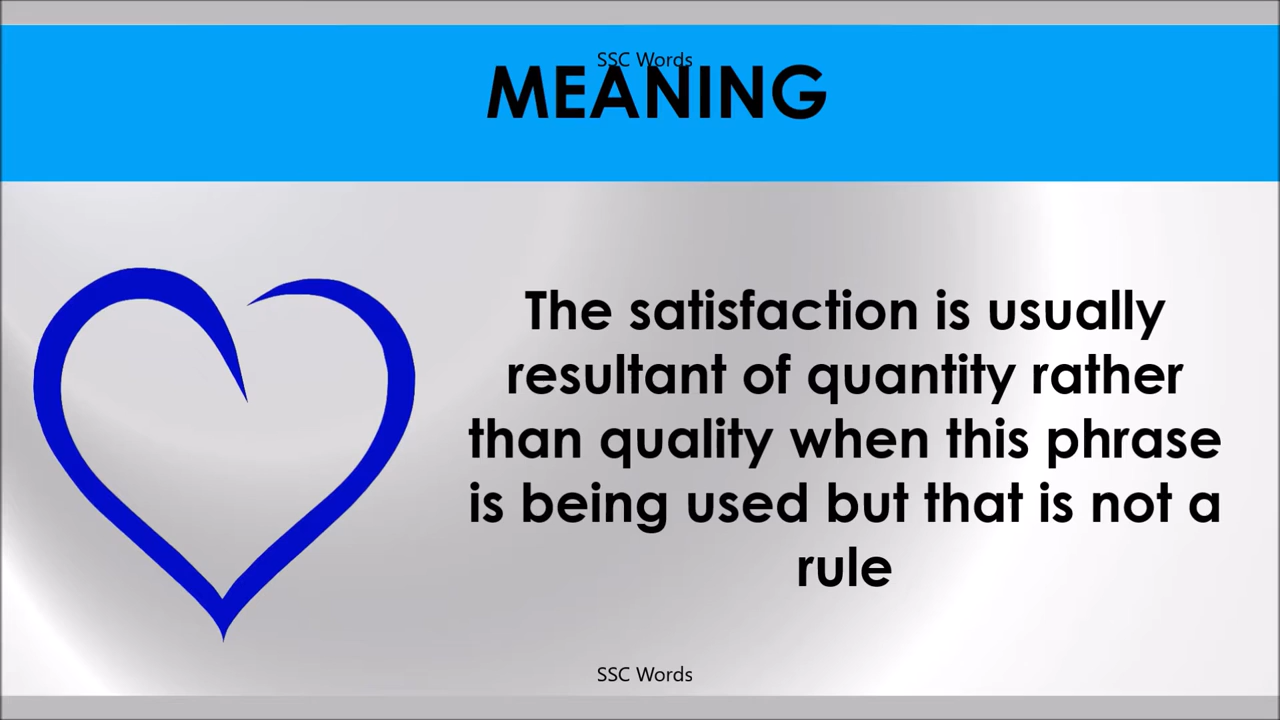 SSC Words
MEANING
The satisfaction is usually
resultant of quantity rather
than quality when this phrase
is being used but that is not a
rule
SSC Words